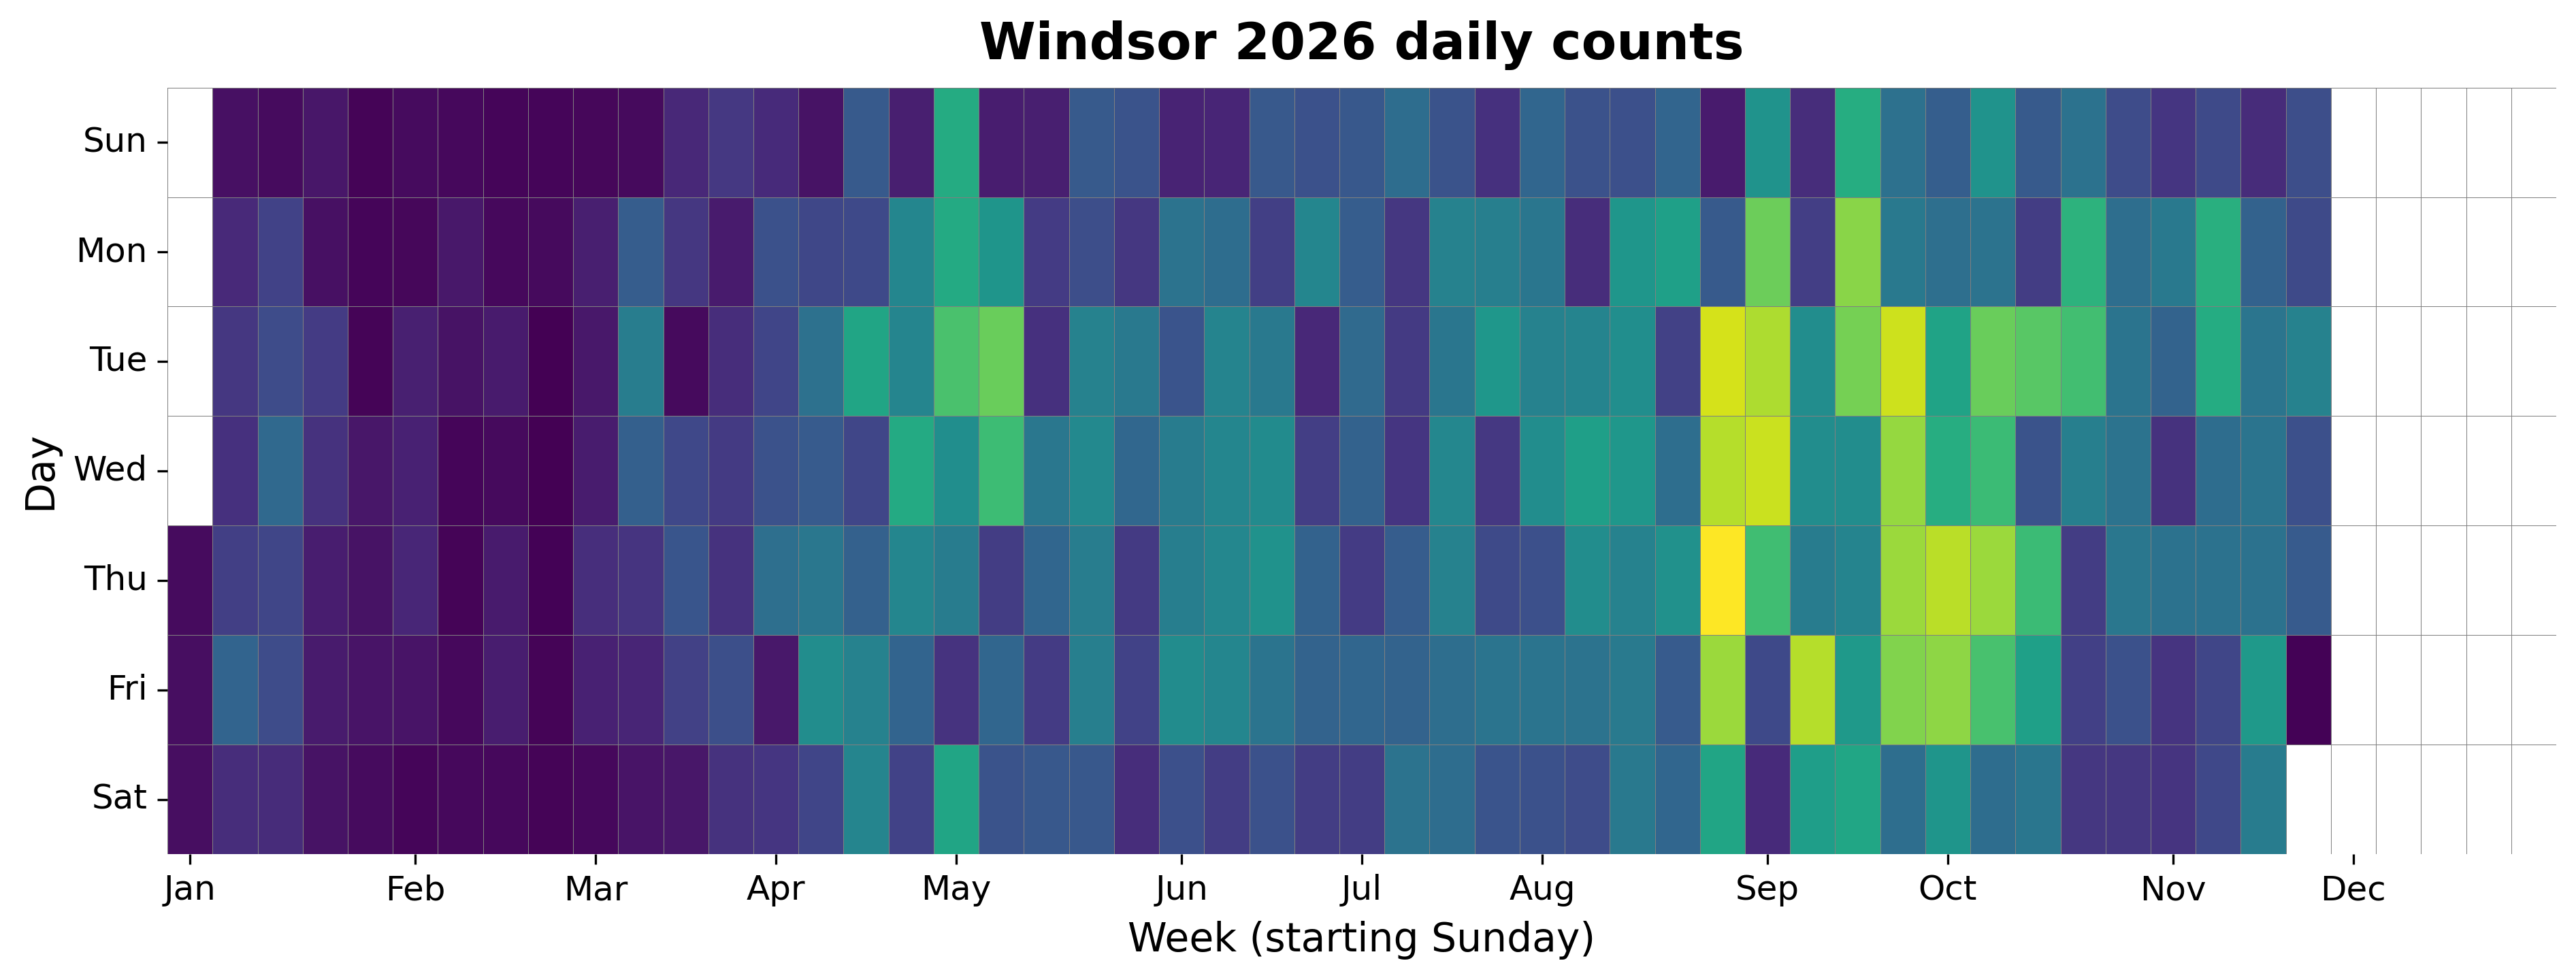 Windsor 2026 daily counts
Day
Sun
Mon
Tue
Wed
Thu
Fri
Sat
Jan Feb Mar Apr May Jun Jul Aug Sep Oct Nov Dec
Week (starting Sunday)